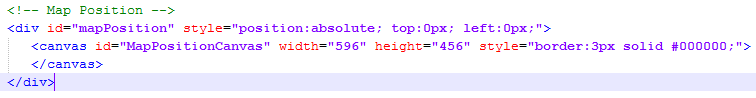 <!-- Map Position -->
<div id="mapPosition" style="position:absolute; top:0px; left:0px;">
<canvas id="MapPositionCanvas" width="596" height="456" style="border:3px solid #000000;">
</canvas>
</div>